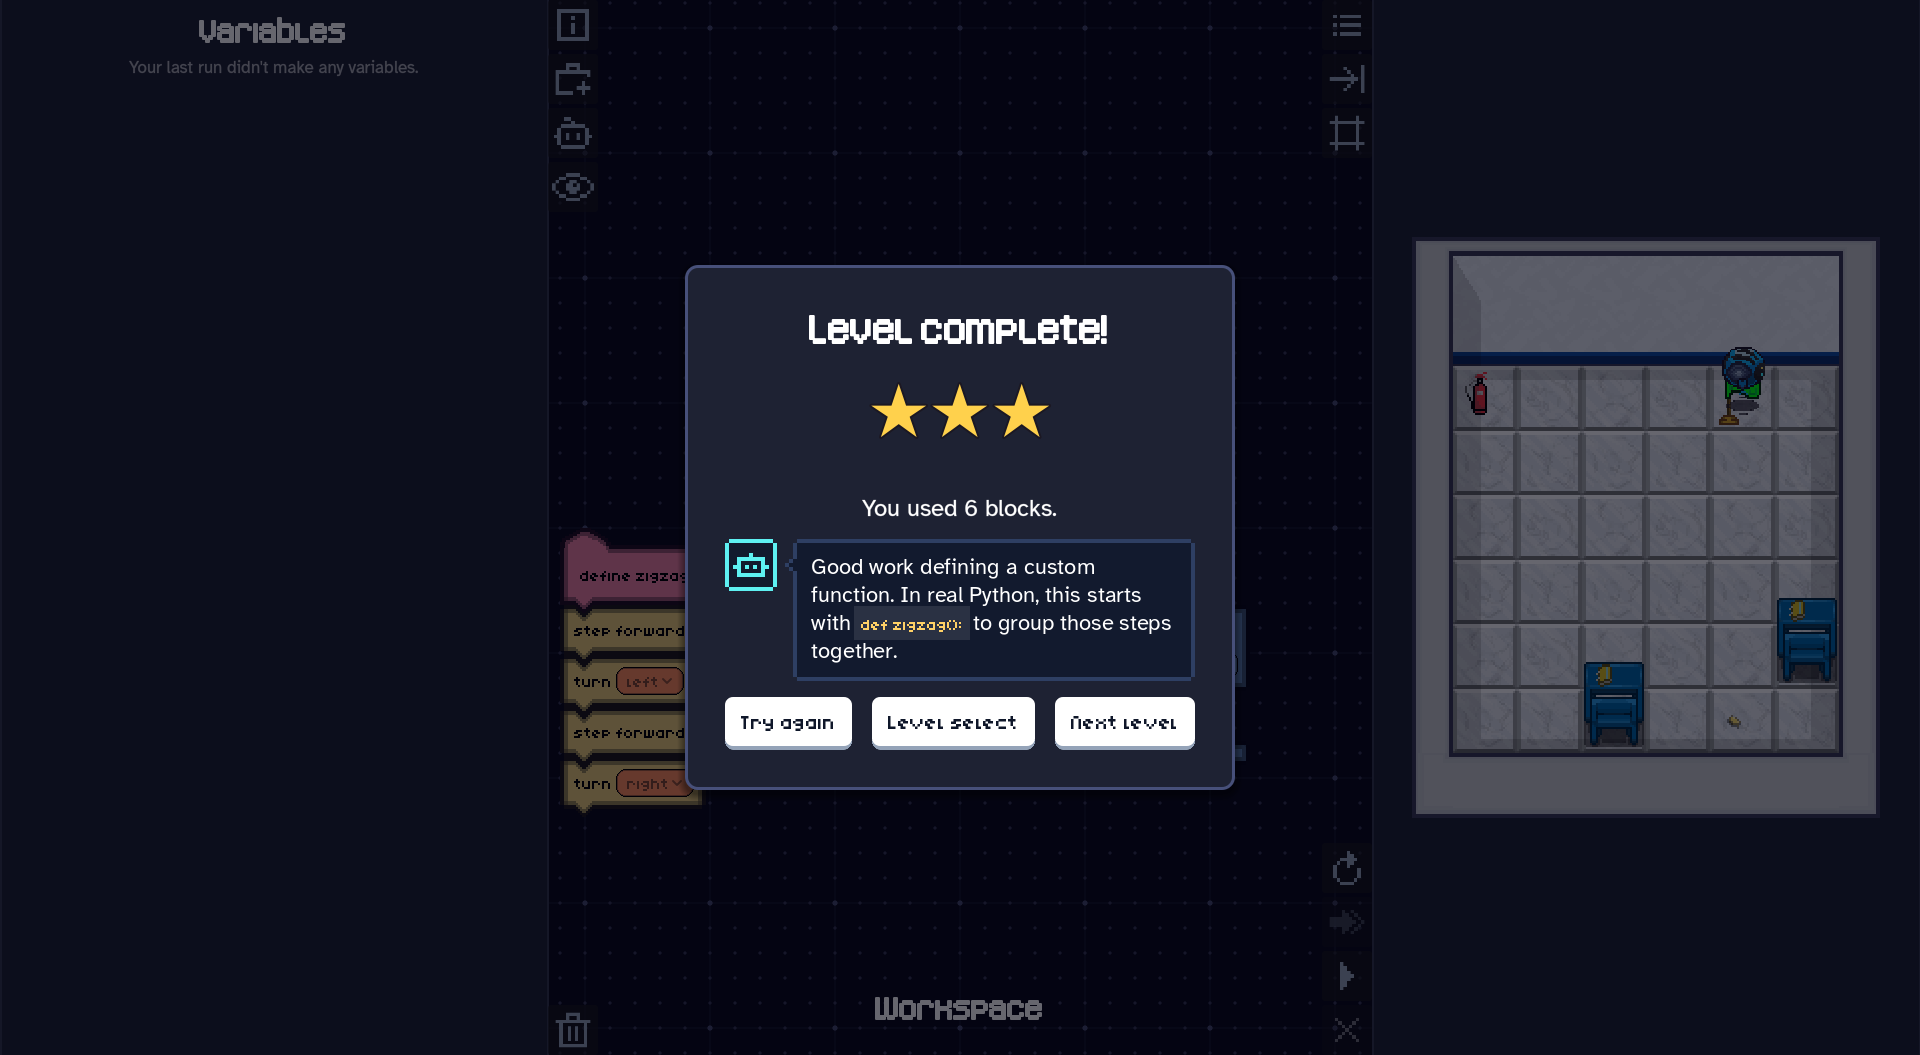 Variables
Your last run didn't make any variables.
Level complete!
You used 6 blocks.
Good work defining a custom
function. In real Python, this starts
with def zigzag(): to group those steps
together.
Try again
Level select
Next level
define zigzag
step forward
turn left
step forward
turn right
Workspace